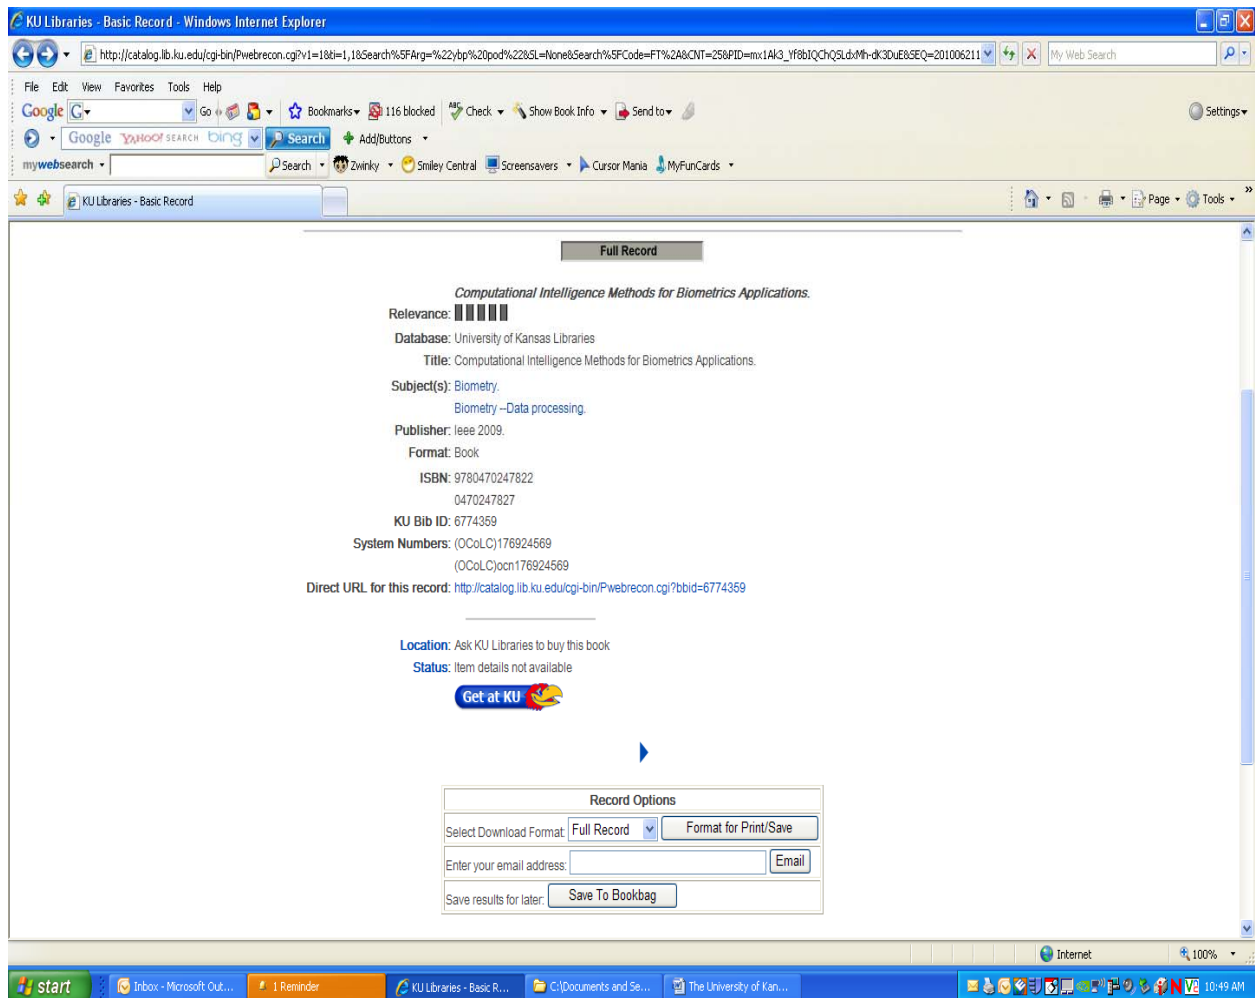 KU Libraries - Basic Record - Windows Internet Explorer
http://catalog.lib.ku.edu/cgi-bin/Pwebrecon.cgi?v1=1&ti=1,1&Search%5FArg=%22ybp%20pod%22&SL=None&Search%5FCode=FT%2A&CNT=25&PID=mx1Ak3_Yf8bIQChQSLdxMh-dK3DuE&SEQ=201006211
My Web Search
File Edit View Favorites Tools Help
Google G Go Bookmarks 116 blocked ABC Check Show Book Info Send to Settings
Google YAHOO! SEARCH bing Search Add/Buttons
mywebsearch Search Zwinky Smiley Central Screensavers Cursor Mania MyFunCards
KU Libraries - Basic Record Page Tools »
Full Record
Computational Intelligence Methods for Biometrics Applications.
Relevance:
Database: University of Kansas Libraries
Title: Computational Intelligence Methods for Biometrics Applications.
Subject(s): Biometry.
Biometry --Data processing.
Publisher: Ieee 2009.
Format: Book
ISBN: 9780470247822
0470247827
KU Bib ID: 6774359
System Numbers: (OCoLC)176924569
(OCoLC)ocn176924569
Direct URL for this record: http://catalog.lib.ku.edu/cgi-bin/Pwebrecon.cgi?bbid=6774359
Location: Ask KU Libraries to buy this book
Status: Item details not available
Get at KU
Record Options
Select Download Format: Full Record Format for Print/Save
Enter your email address: Email
Save results for later: Save To Bookbag
Internet 100%
start Inbox - Microsoft Out... 1 Reminder KU Libraries - Basic R... C:\Documents and Se... The University of Kan... N V2 10:49 AM